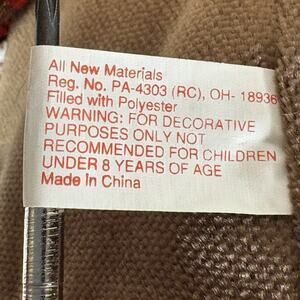 All New Materials
Reg. No. PA-4303 (RC), OH- 18936
Filled with Polyester
WARNING: FOR DECORATIVE
PURPOSES ONLY NOT
RECOMMENDED FOR CHILDREN
UNDER 8 YEARS OF AGE
Made in China